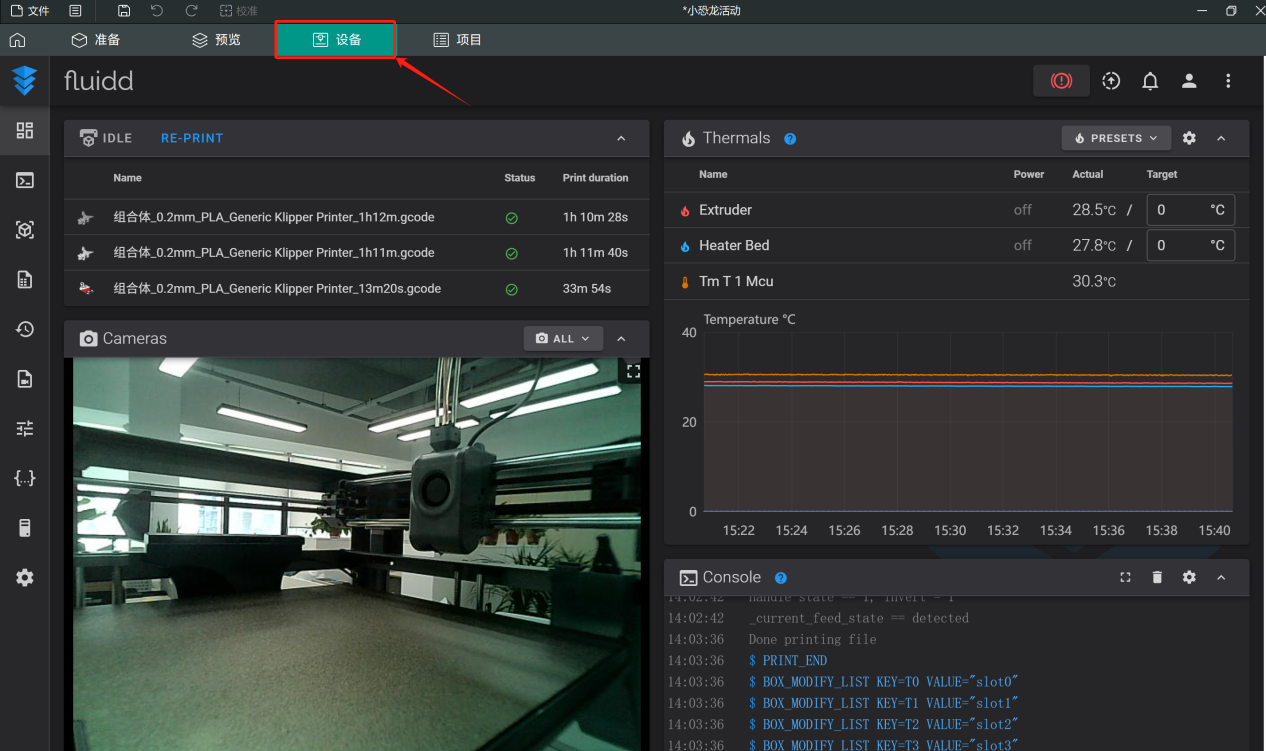 文件
校准
*小恐龙活动
准备
预览
设备
项目
fluidd
IDLE
RE-PRINT
Name Status Print duration
组合体_0.2mm_PLA_Generic Klipper Printer_1h12m.gcode 1h 10m 28s
组合体_0.2mm_PLA_Generic Klipper Printer_1h11m.gcode 1h 11m 40s
组合体_0.2mm_PLA_Generic Klipper Printer_13m20s.gcode 33m 54s
Cameras
ALL
Thermals
PRESETS
Name Power Actual Target
Extruder off 28.5°C / 0 °C
Heater Bed off 27.8°C / 0 °C
Tm T 1 Mcu 30.3°C
Temperature °C
40
20
0
15:22 15:24 15:26 15:28 15:30 15:32 15:34 15:36 15:38 15:40
Console
14:02:42 handle state == 1, invert = 1
14:02:42 _current_feed_state == detected
14:03:36 Done printing file
14:03:36 $ PRINT_END
14:03:36 $ BOX_MODIFY_LIST KEY=T0 VALUE="slot0"
14:03:36 $ BOX_MODIFY_LIST KEY=T1 VALUE="slot1"
14:03:36 $ BOX_MODIFY_LIST KEY=T2 VALUE="slot2"
14:03:36 $ BOX_MODIFY_LIST KEY=T3 VALUE="slot3"